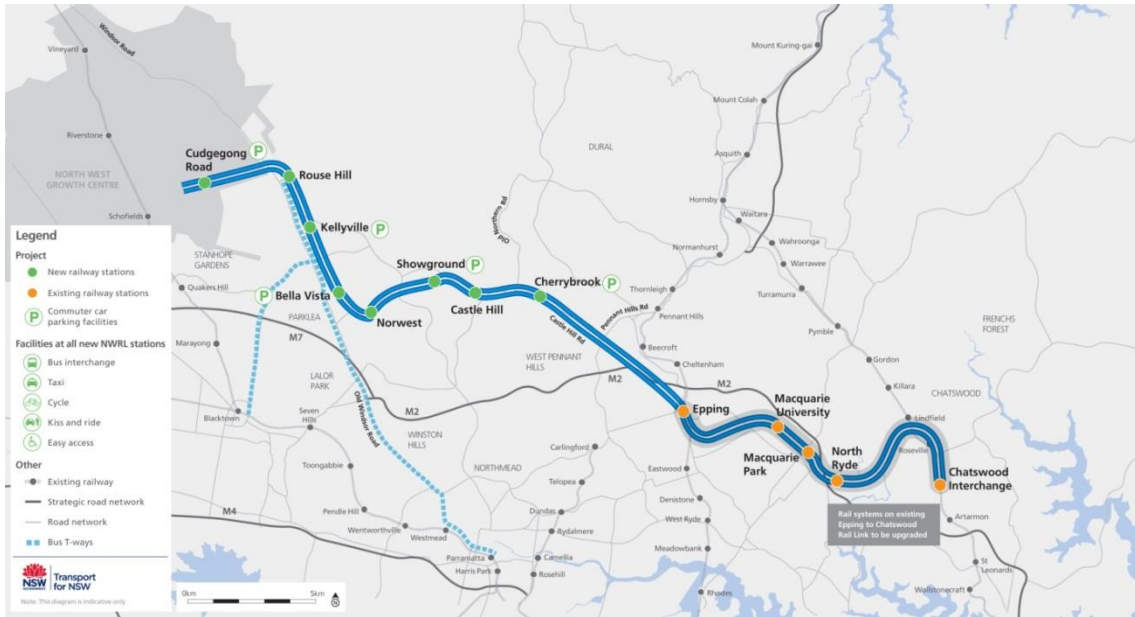 Windsor Road
Vineyard
Riverstone
NORTH WEST
GROWTH CENTRE
Schofields
Cudgegong
Road
P
Rouse Hill
Kellyville
P
STANHOPE
GARDENS
Quakers Hill
P
Bella Vista
PARKLEA
Norwest
Showground
P
Castle Hill
Cherrybrook
P
Old Northern Rd
DURAL
Mount Kuring-gai
Mount Colah
Asquith
Hornsby
Waitara
Wahroonga
Warrawee
Normanhurst
Turramurra
Thornleigh
Pennant Hills Rd
Pennant Hills
Castle Hill Rd
Pymble
FRENCHS
FOREST
Beecroft
Cheltenham
WEST PENNANT
HILLS
Gordon
Killara
CHATSWOOD
M7
Marayong
LALOR
PARK
M2
M2
M2
Macquarie
University
Lindfield
Roseville
Epping
Blacktown
Seven
Hills
Old Windsor Road
WINSTON
HILLS
Carlingford
Macquarie
Park
North
Ryde
Chatswood
Interchange
Toongabbie
NORTHMEAD
Eastwood
Telopea
Denistone
Rail systems on existing
Epping to Chatswood
Rail Link to be upgraded
M4
Pendle Hill
Dundas
Wentworthville
Westmead
Rydalmere
West Ryde
Artarmon
Parramatta
Harris Park
Camellia
Rosehill
Meadowbank
St
Leonards
Rhodes
Wollstonecraft
Legend
Project
New railway stations
Existing railway stations
P
Commuter car
parking facilities
Facilities at all new NWRL stations
Bus interchange
Taxi
Cycle
Kiss and ride
Easy access
Other
Existing railway
Strategic road network
Road network
Bus T-ways
NSW
GOVERNMENT
Transport
for NSW
Note: This diagram is indicative only
0km
5km
N